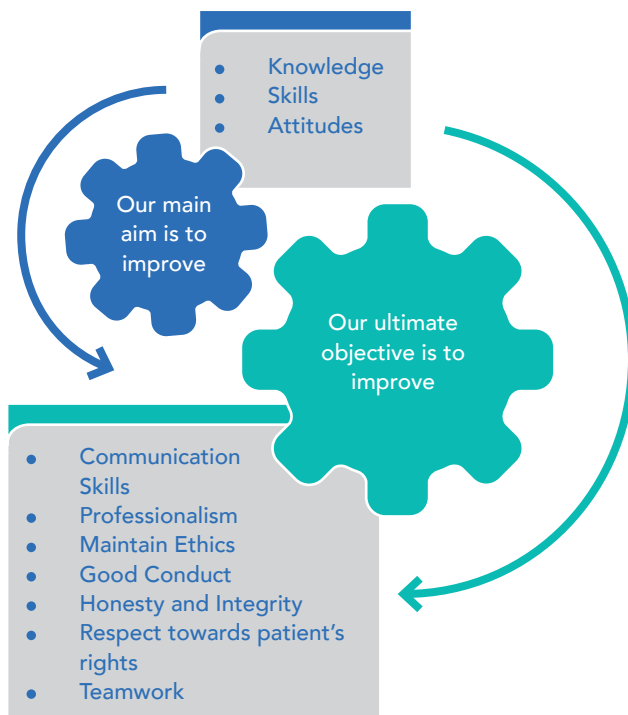 • Knowledge
• Skills
• Attitudes
Our main
aim is to
improve
Our ultimate
objective is to
improve
• Communication
Skills
• Professionalism
• Maintain Ethics
• Good Conduct
• Honesty and Integrity
• Respect towards patient’s
rights
• Teamwork